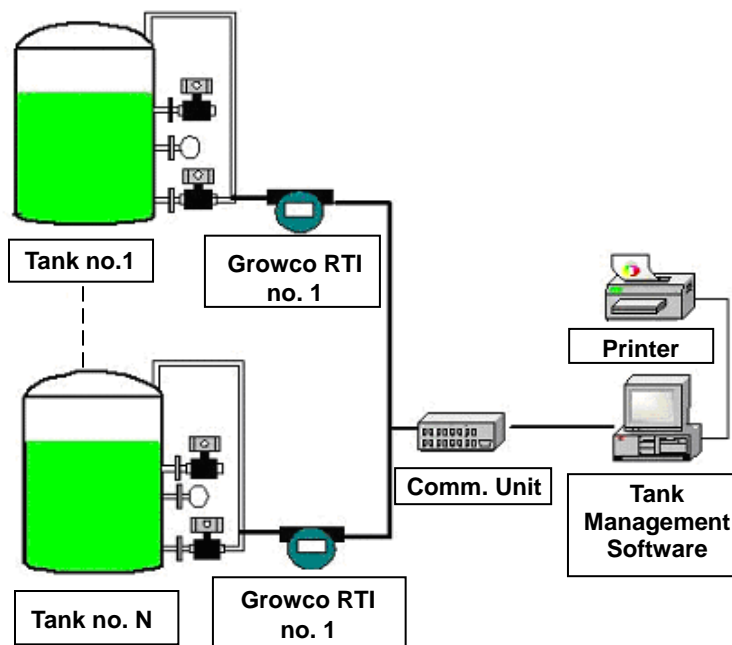 Tank no.1
Growco RTI
no. 1
Printer
Comm. Unit
Tank
Management
Software
Tank no. N
Growco RTI
no. 1